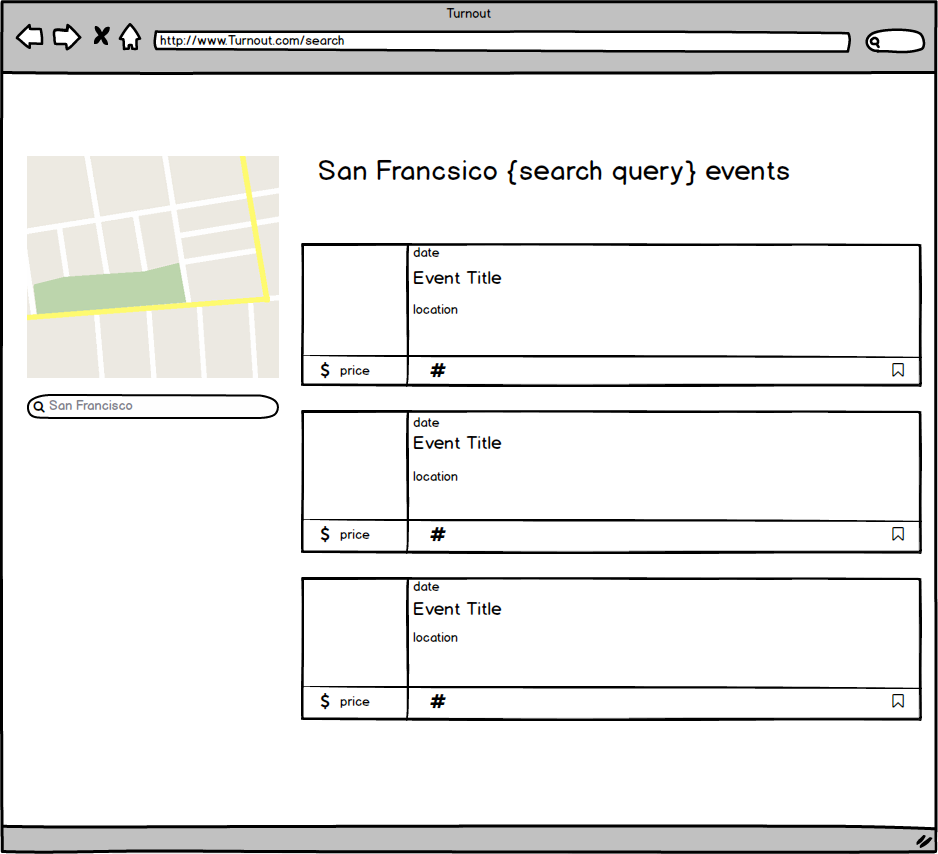 Turnout
http://www.Turnout.com/search
San Francsico {search query} events
San Francisco
date
Event Title
location
$ price #
date
Event Title
location
$ price #
date
Event Title
location
$ price #